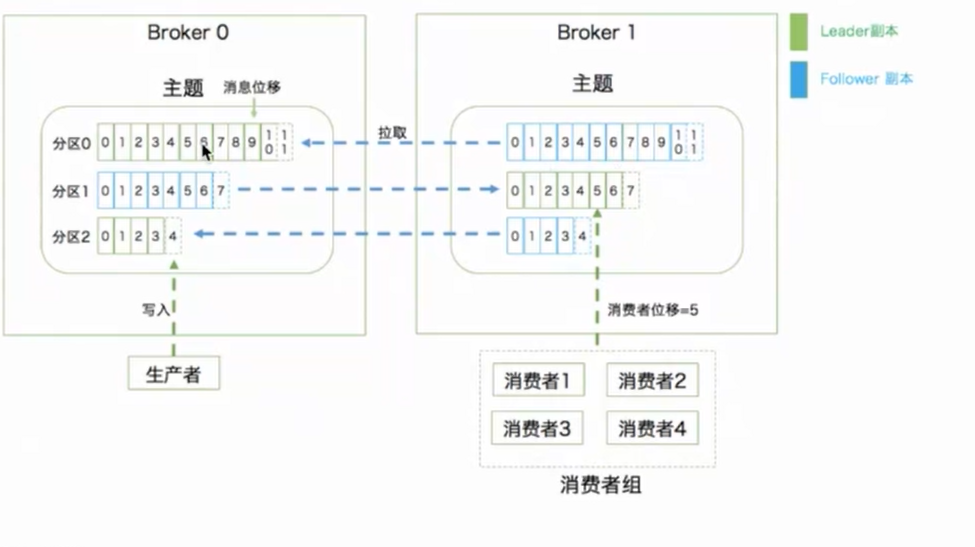 Broker 0
Broker 1
Leader副本
Follower 副本
主题
消息位移
主题
分区0
0 1 2 3 4 5 6 7 8 9 10 11
拉取
0 1 2 3 4 5 6 7 8 9 10 11
分区1
0 1 2 3 4 5 6 7
0 1 2 3 4 5 6 7
分区2
0 1 2 3 4
0 1 2 3 4
写入
消费者位移=5
生产者
消费者1
消费者2
消费者3
消费者4
消费者组